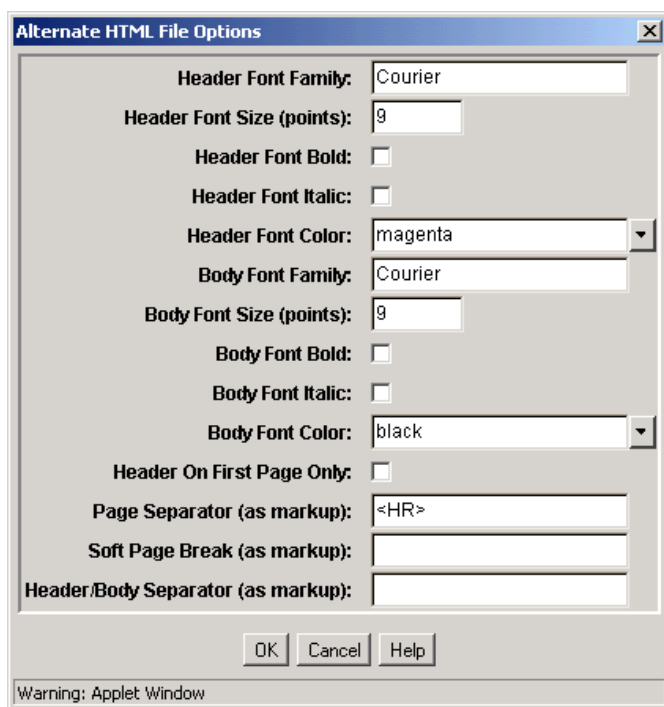 Alternate HTML File Options
Header Font Family: Courier
Header Font Size (points): 9
Header Font Bold:
Header Font Italic:
Header Font Color: magenta
Body Font Family: Courier
Body Font Size (points): 9
Body Font Bold:
Body Font Italic:
Body Font Color: black
Header On First Page Only:
Page Separator (as markup): <HR>
Soft Page Break (as markup):
Header/Body Separator (as markup):
OK Cancel Help
Warning: Applet Window